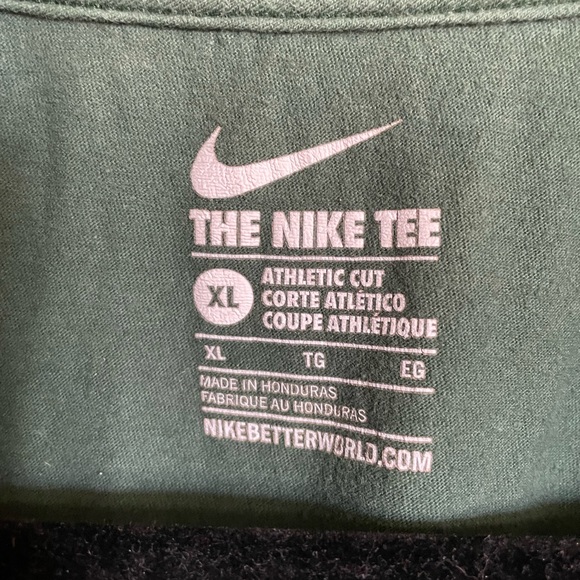 THE NIKE TEE
XL
ATHLETIC CUT
CORTE ATLÉTICO
COUPE ATHLÉTIQUE
XL TG EG
MADE IN HONDURAS
FABRIQUE AU HONDURAS
NIKEBETTERWORLD.COM